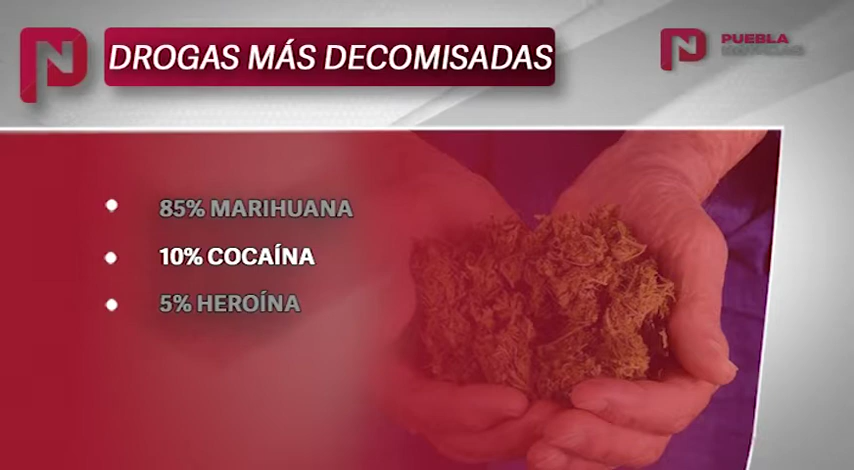 DROGAS MÁS DECOMISADAS
PUEBLA
85% MARIHUANA
10% COCAÍNA
5% HEROÍNA